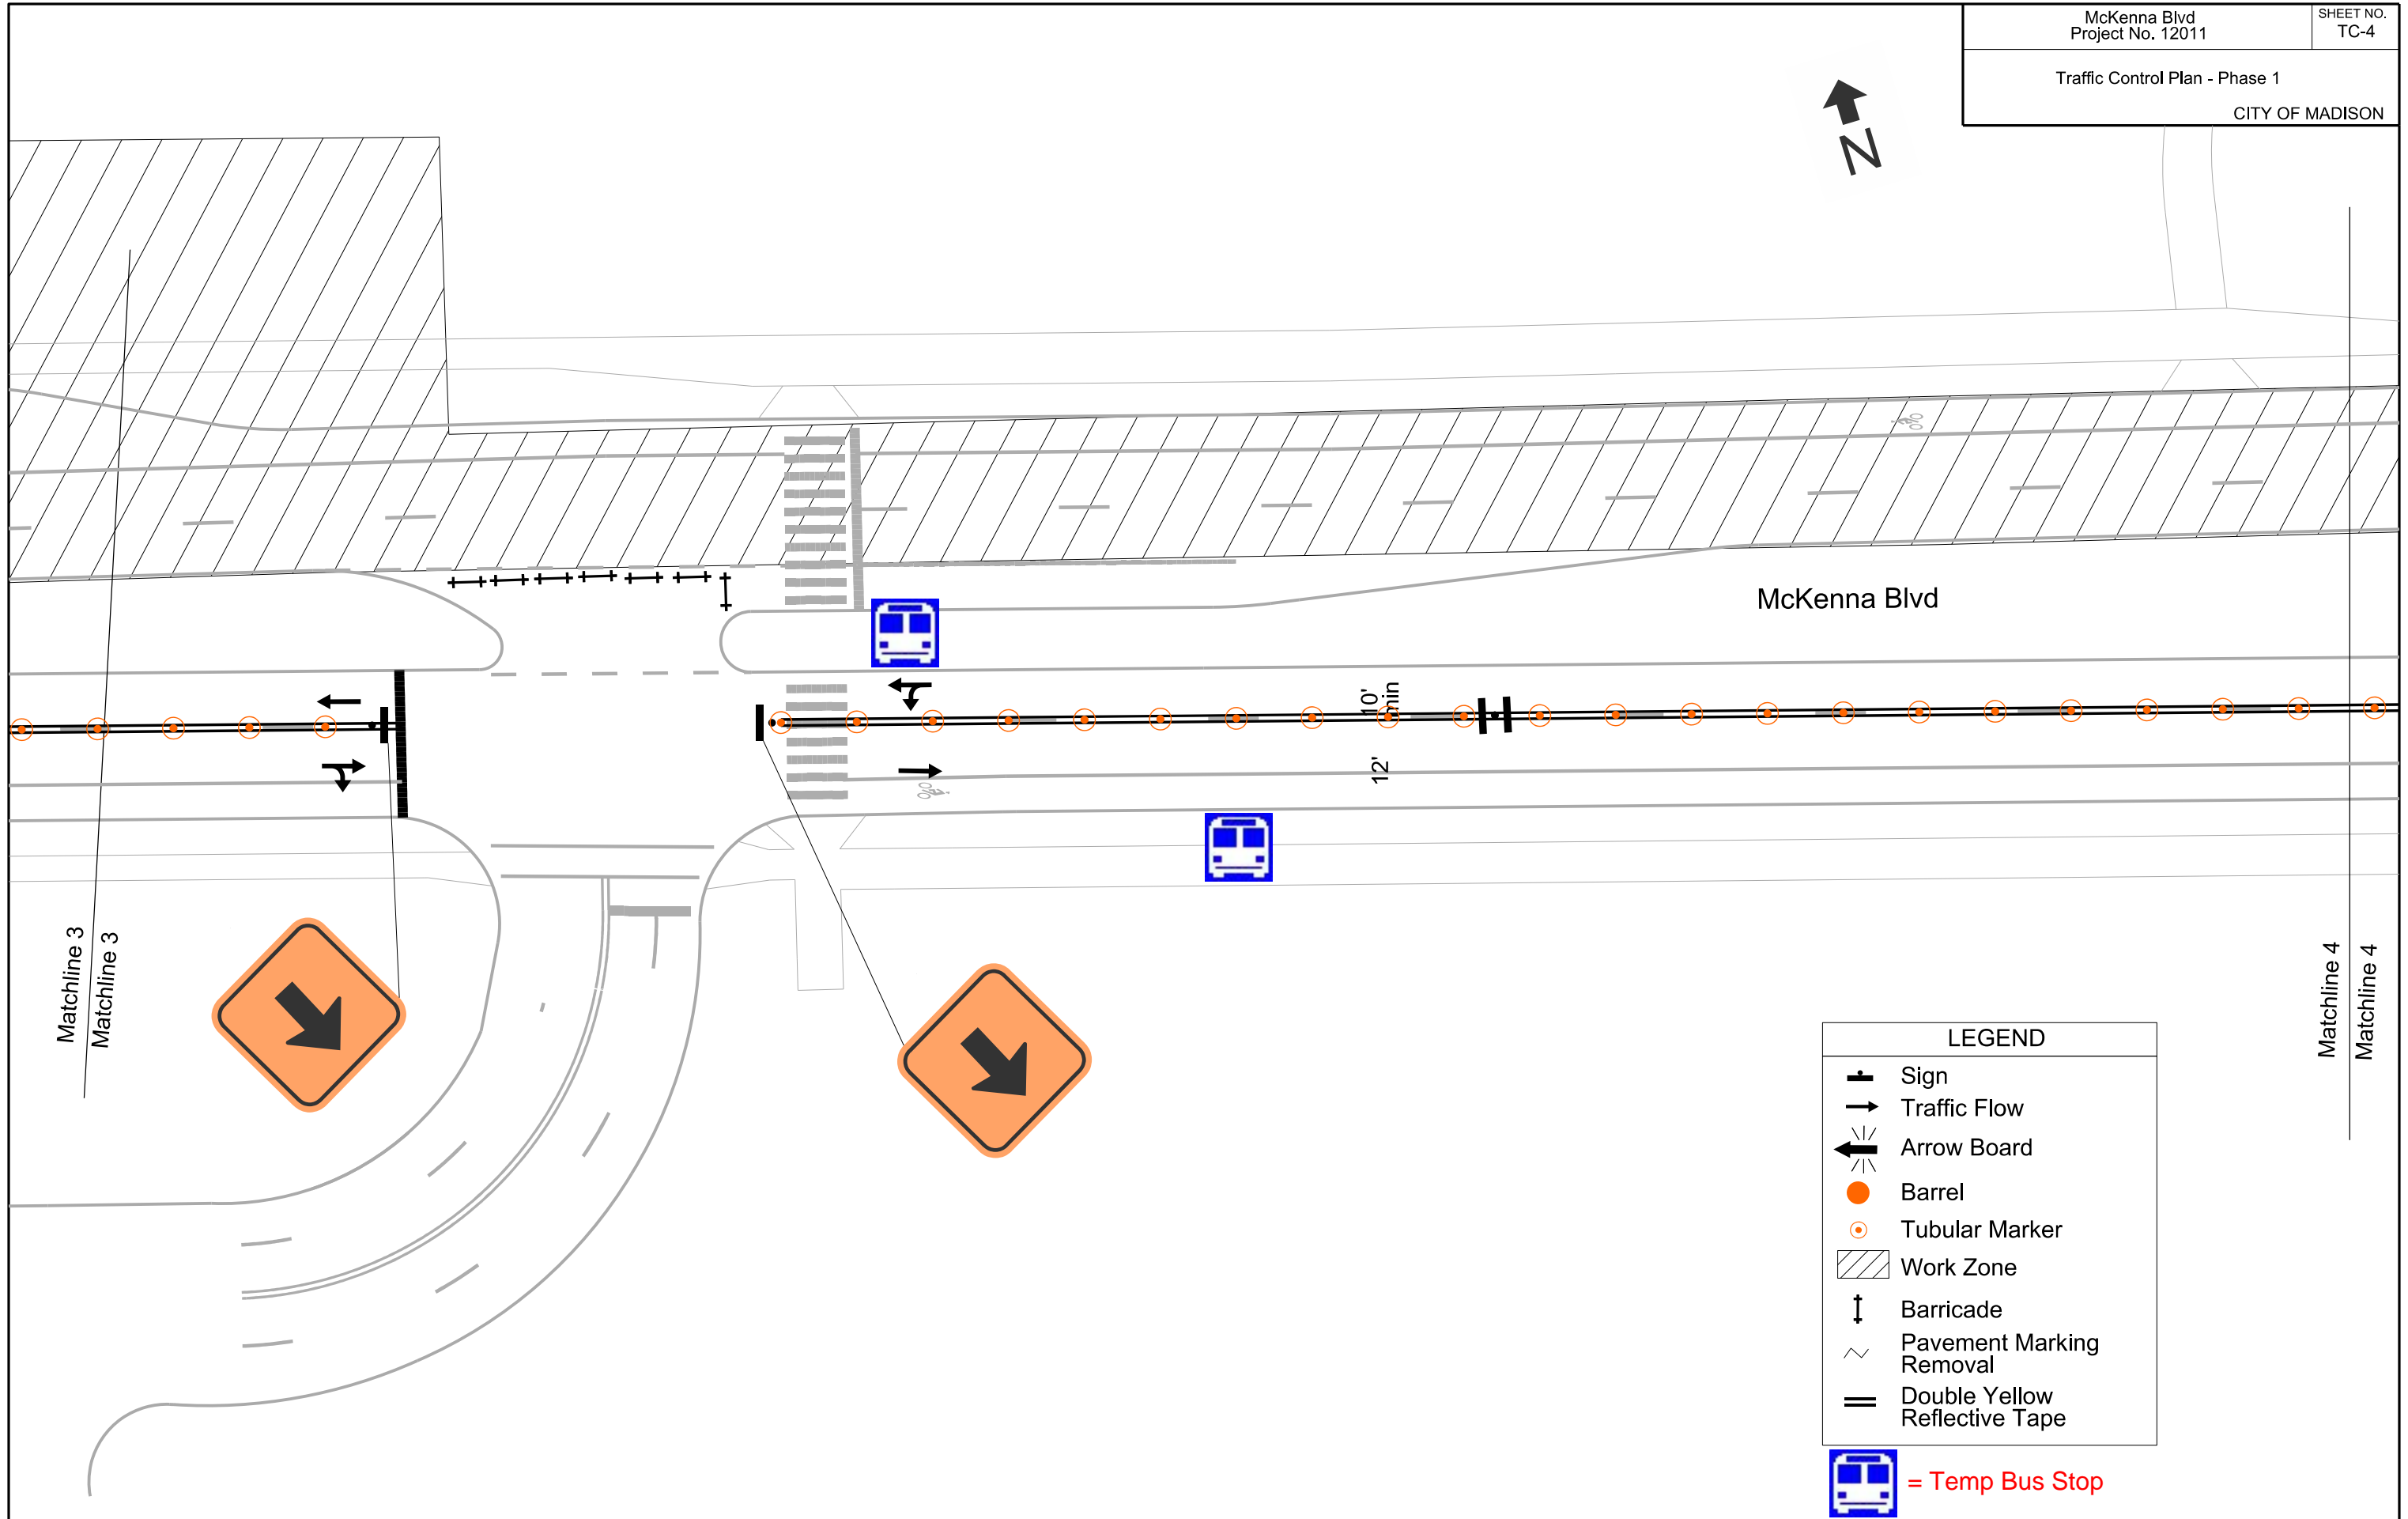 McKenna Blvd
Project No. 12011
SHEET NO.
TC-4
Traffic Control Plan - Phase 1
CITY OF MADISON
N
McKenna Blvd
10'
min
12'
Matchline 3
Matchline 3
Matchline 4
Matchline 4
LEGEND
Sign
Traffic Flow
Arrow Board
Barrel
Tubular Marker
Work Zone
Barricade
Pavement Marking
Removal
Double Yellow
Reflective Tape
= Temp Bus Stop